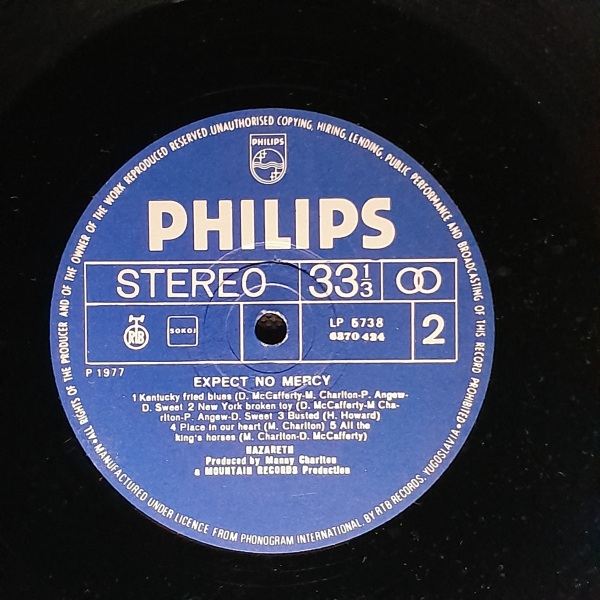 ALL RIGHTS OF THE PRODUCER AND OF THE OWNER OF THE WORK REPRODUCED RESERVED. UNAUTHORISED COPYING, HIRING, LENDING, PUBLIC PERFORMANCE AND BROADCASTING OF THIS RECORD PROHIBITED
PHILIPS
PHILIPS
STEREO 33 1/3
RTB SOKOJ LP 5738 2
6370 424
P 1977
EXPECT NO MERCY
1 Kentucky fried blues (D. McCafferty-M. Charlton-P. Angew-
D. Sweet 2 New York broken toy (D. McCafferty-M Cha-
rlton-P. Angew-D. Sweet 3 Busted (H. Howard)
4 Place in our heart (M. Charlton) 5 All the
king's horses (M. Charlton-D. McCafferty)
NAZARETH
Produced by Manny Charlton
a MOUNTAIN RECORDS Production
MANUFACTURED UNDER LICENCE FROM PHONOGRAM INTERNATIONAL, BY RTB RECORDS, YUGOSLAVIA